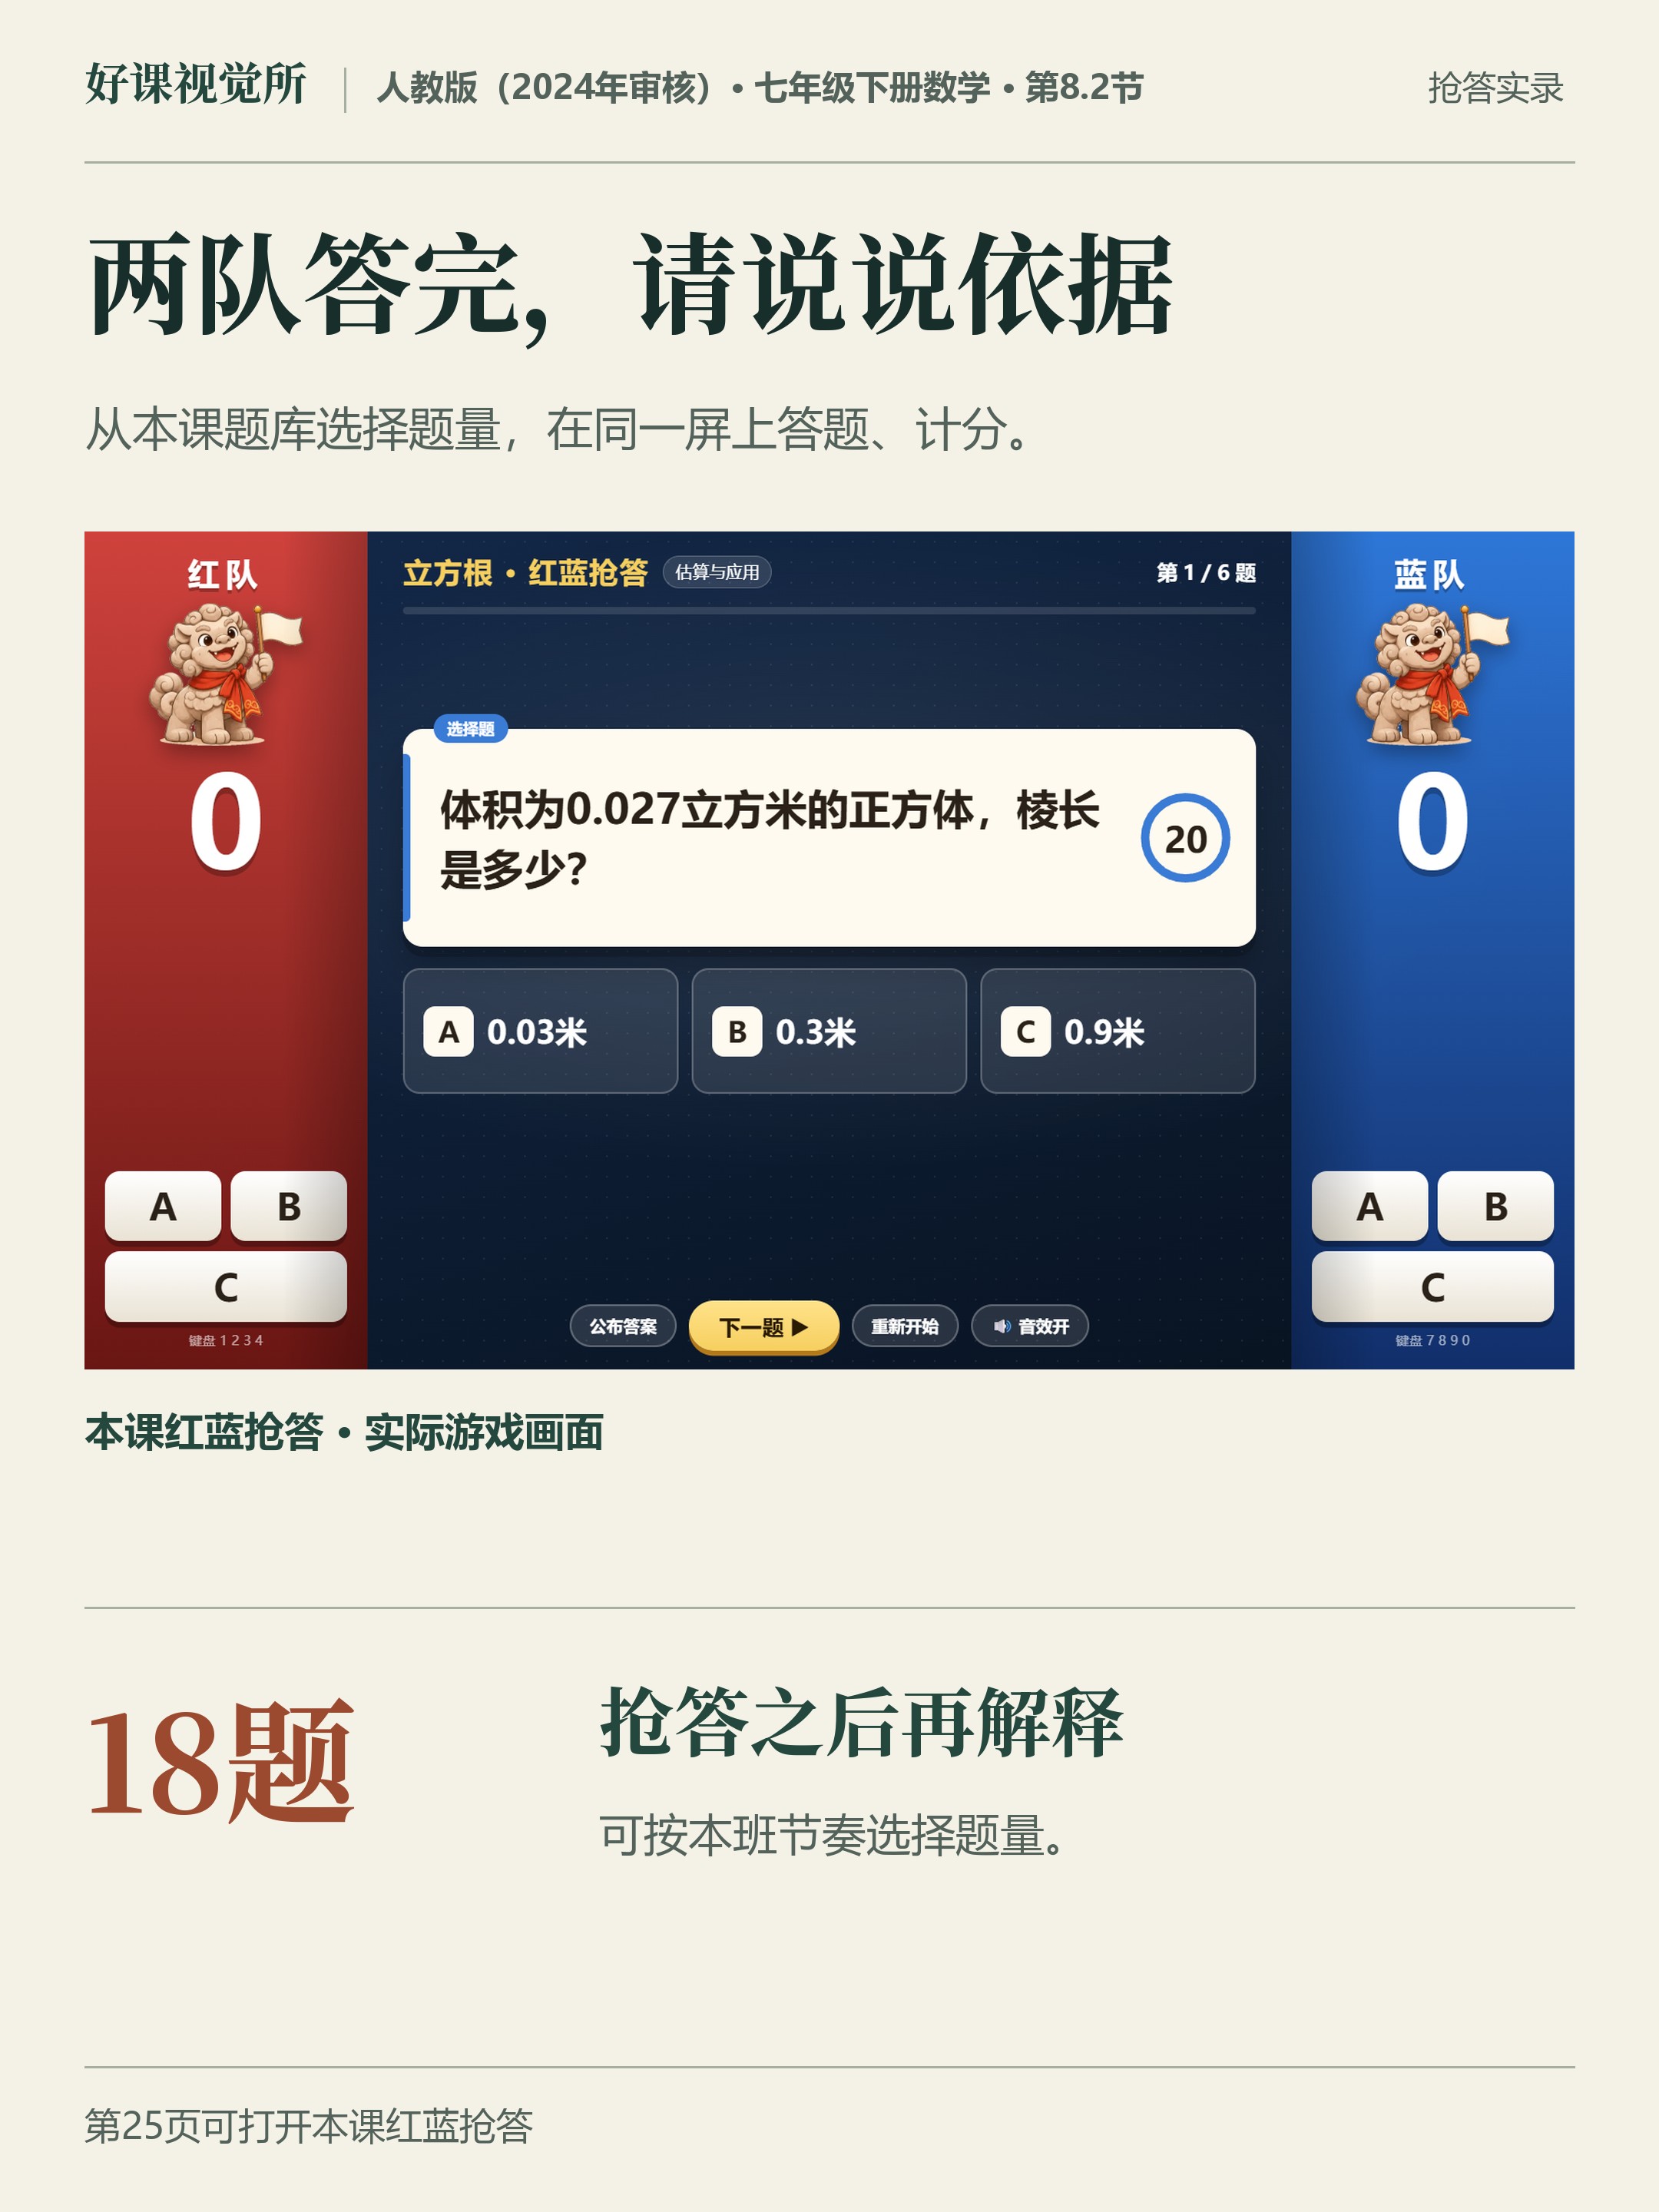 好课视觉所
人教版（2024年审核）• 七年级下册数学 • 第8.2节
抢答实录
两队答完，请说说依据
从本课题库选择题量，在同一屏上答题、计分。
红队
0
A
B
C
键盘 1 2 3 4
立方根 • 红蓝抢答
估算与应用
第 1 / 6 题
选择题
体积为0.027立方米的正方体，棱长
是多少？
20
A 0.03米
B 0.3米
C 0.9米
公布答案
下一题 ▶
重新开始
音效开
蓝队
0
A
B
C
键盘 7 8 9 0
本课红蓝抢答 • 实际游戏画面
18题
抢答之后再解释
可按本班节奏选择题量。
第25页可打开本课红蓝抢答